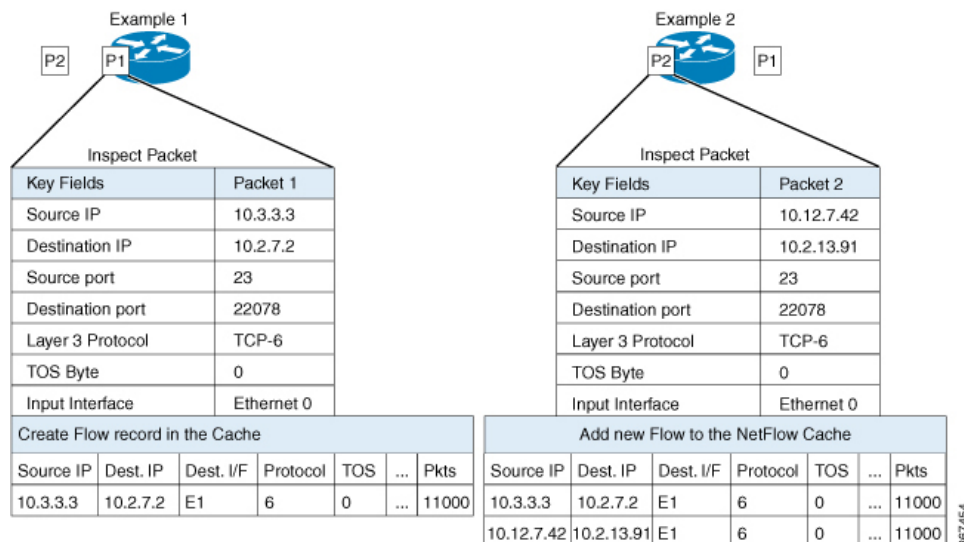 Example 1
P2 P1
Inspect Packet
Key Fields Packet 1
Source IP 10.3.3.3
Destination IP 10.2.7.2
Source port 23
Destination port 22078
Layer 3 Protocol TCP-6
TOS Byte 0
Input Interface Ethernet 0
Create Flow record in the Cache
Source IP Dest. IP Dest. I/F Protocol TOS ... Pkts
10.3.3.3 10.2.7.2 E1 6 0 ... 11000
Example 2
P2 P1
Inspect Packet
Key Fields Packet 2
Source IP 10.12.7.42
Destination IP 10.2.13.91
Source port 23
Destination port 22078
Layer 3 Protocol TCP-6
TOS Byte 0
Input Interface Ethernet 0
Add new Flow to the NetFlow Cache
Source IP Dest. IP Dest. I/F Protocol TOS ... Pkts
10.3.3.3 10.2.7.2 E1 6 0 ... 11000
10.12.7.42 10.2.13.91 E1 6 0 ... 11000